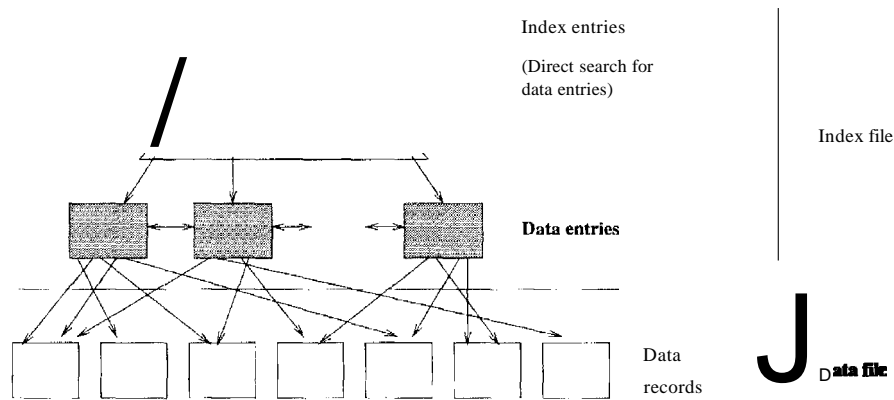 Index entries
(Direct search for
data entries)
Index file
Data entries
Data
records
Data file